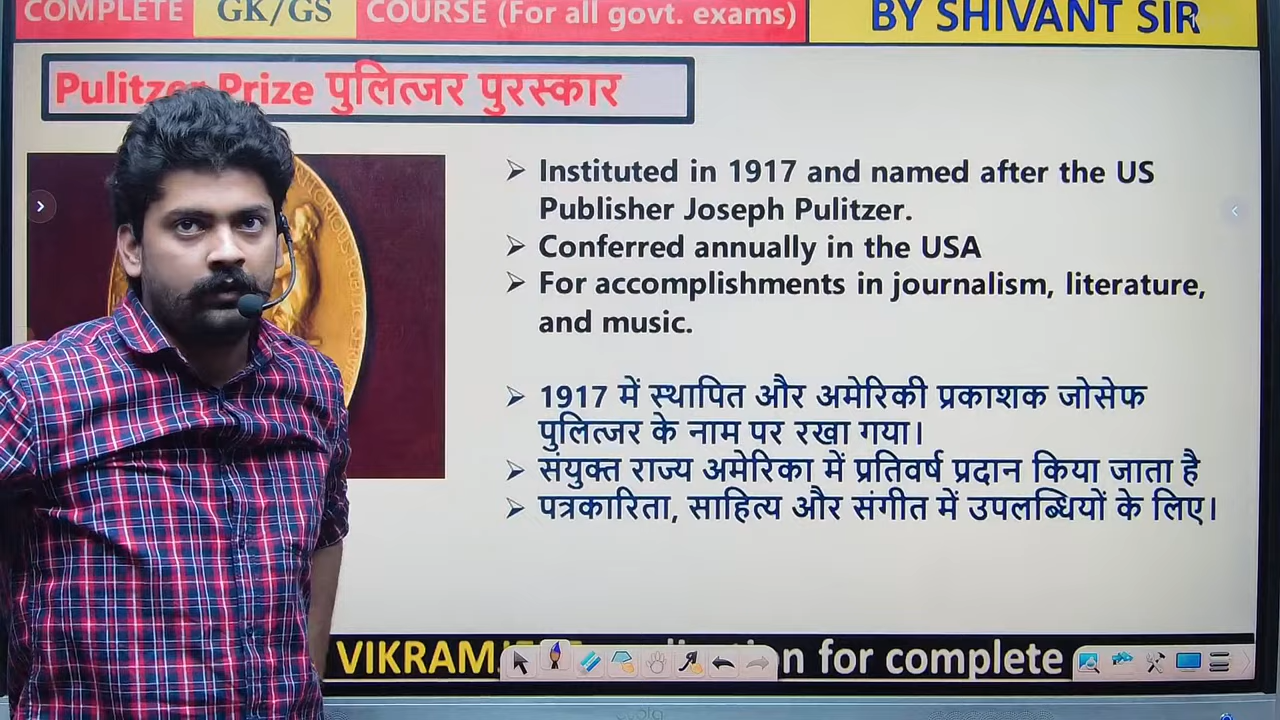 COMPLETE GK/GS COURSE (For all govt. exams) BY SHIVANT SIR
Pulitzer Prize पुलित्जर पुरस्कार
➢ Instituted in 1917 and named after the US
Publisher Joseph Pulitzer.
➢ Conferred annually in the USA
➢ For accomplishments in journalism, literature,
and music.
➢ 1917 में स्थापित और अमेरिकी प्रकाशक जोसेफ
पुलित्जर के नाम पर रखा गया।
➢ संयुक्त राज्य अमेरिका में प्रतिवर्ष प्रदान किया जाता है
➢ पत्रकारिता, साहित्य और संगीत में उपलब्धियों के लिए।
for complete